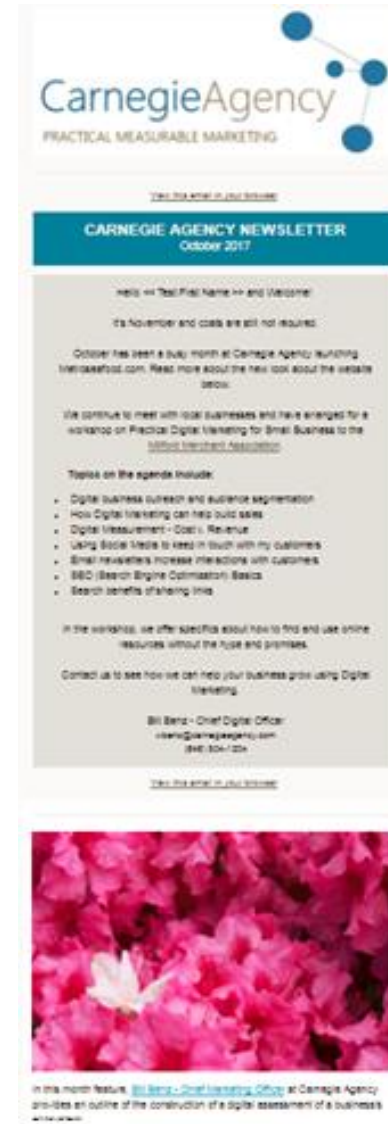 CarnegieAgency
PRACTICAL MEASURABLE MARKETING
View this email in your browser
CARNEGIE AGENCY NEWSLETTER
October 2017
Hello << Test First Name >> and Welcome!
It's November and coats are still not required.
October has been a busy month at Carnegie Agency launching
Read more about the new look about the website
below.
We continue to meet with local businesses and have arranged for a
workshop on Practical Digital Marketing for Small Business to the
Milford Merchant Association.
Topics on the agenda include:
Digital business outreach and audience segmentation
How Digital Marketing can help build sales
Digital Measurement - Cost v. Revenue
Using Social Media to keep in touch with my customers
Email newsletters increase interactions with customers
SEO (Search Engine Optimization) Basics
Search benefits of sharing links
In the workshop, we offer specifics about how to find and use online
resources without the hype and promises.
Contact us to see how we can help your business grow using Digital
Marketing.
Bill Benz - Chief Digital Officer
View this email in your browser
In this month feature, Bill Benz - Chief Marketing Officer at Carnegie Agency
provides an outline of the construction of a digital assessment of a business's